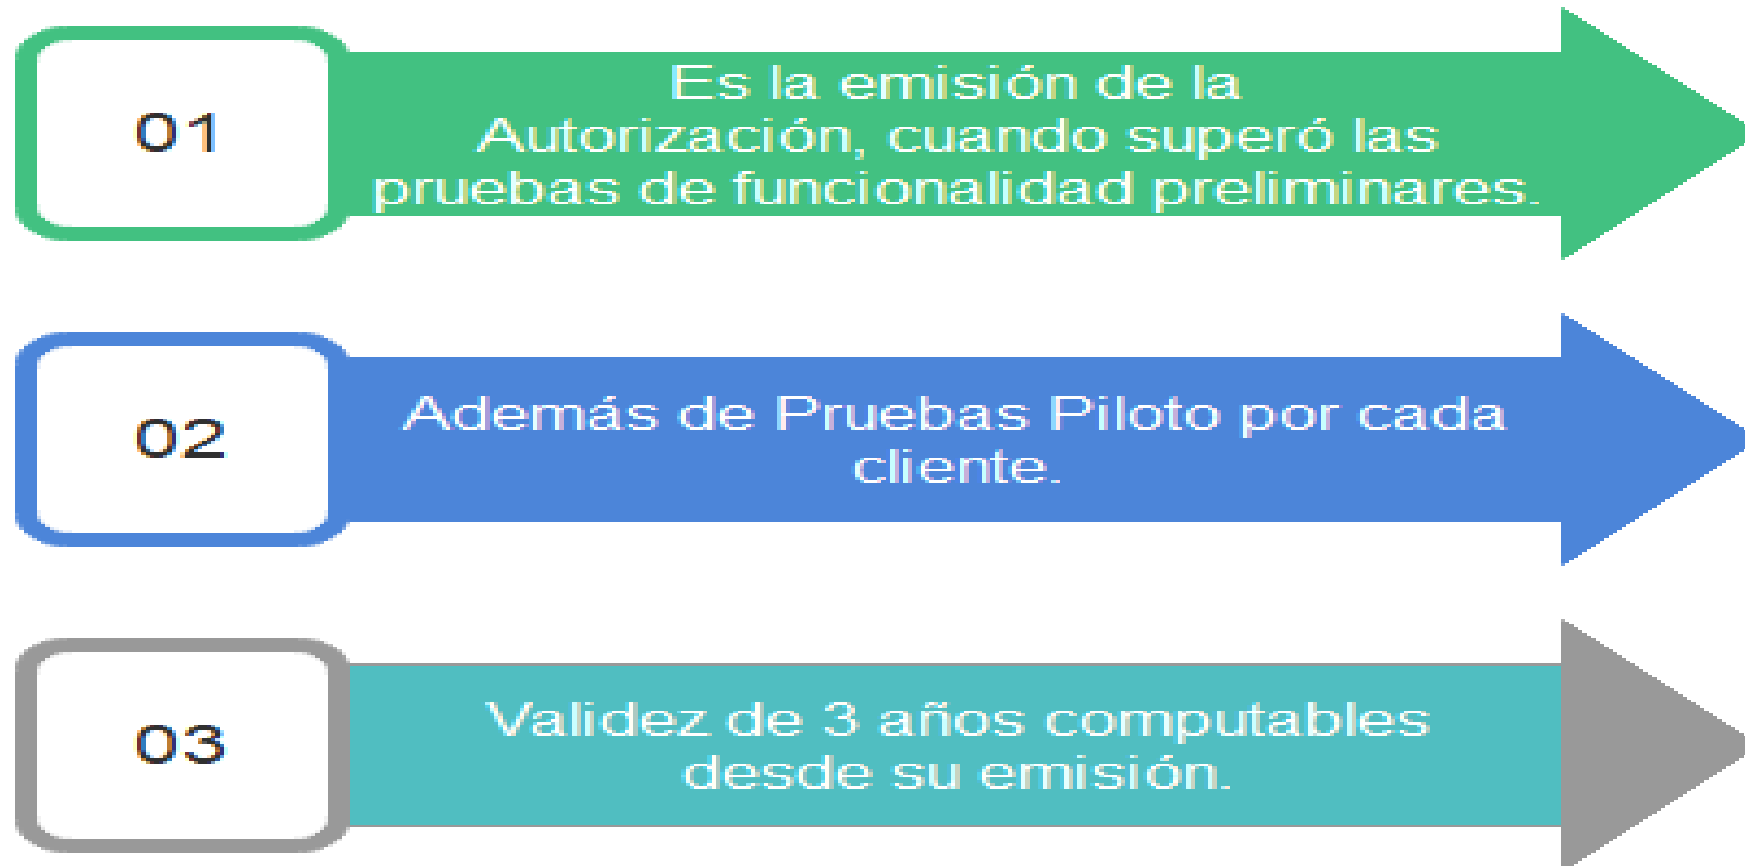 01
Es la emisión de la
Autorización, cuando superó las
pruebas de funcionalidad preliminares.
02
Además de Pruebas Piloto por cada
cliente.
03
Validez de 3 años computables
desde su emisión.